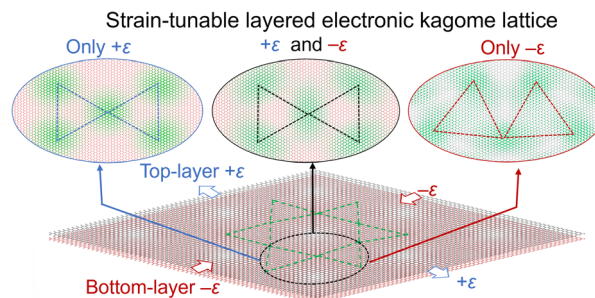 Strain-tunable layered electronic kagome lattice
Only +ε
+ε and –ε
Only –ε
Top-layer +ε
–ε
Bottom-layer –ε
+ε